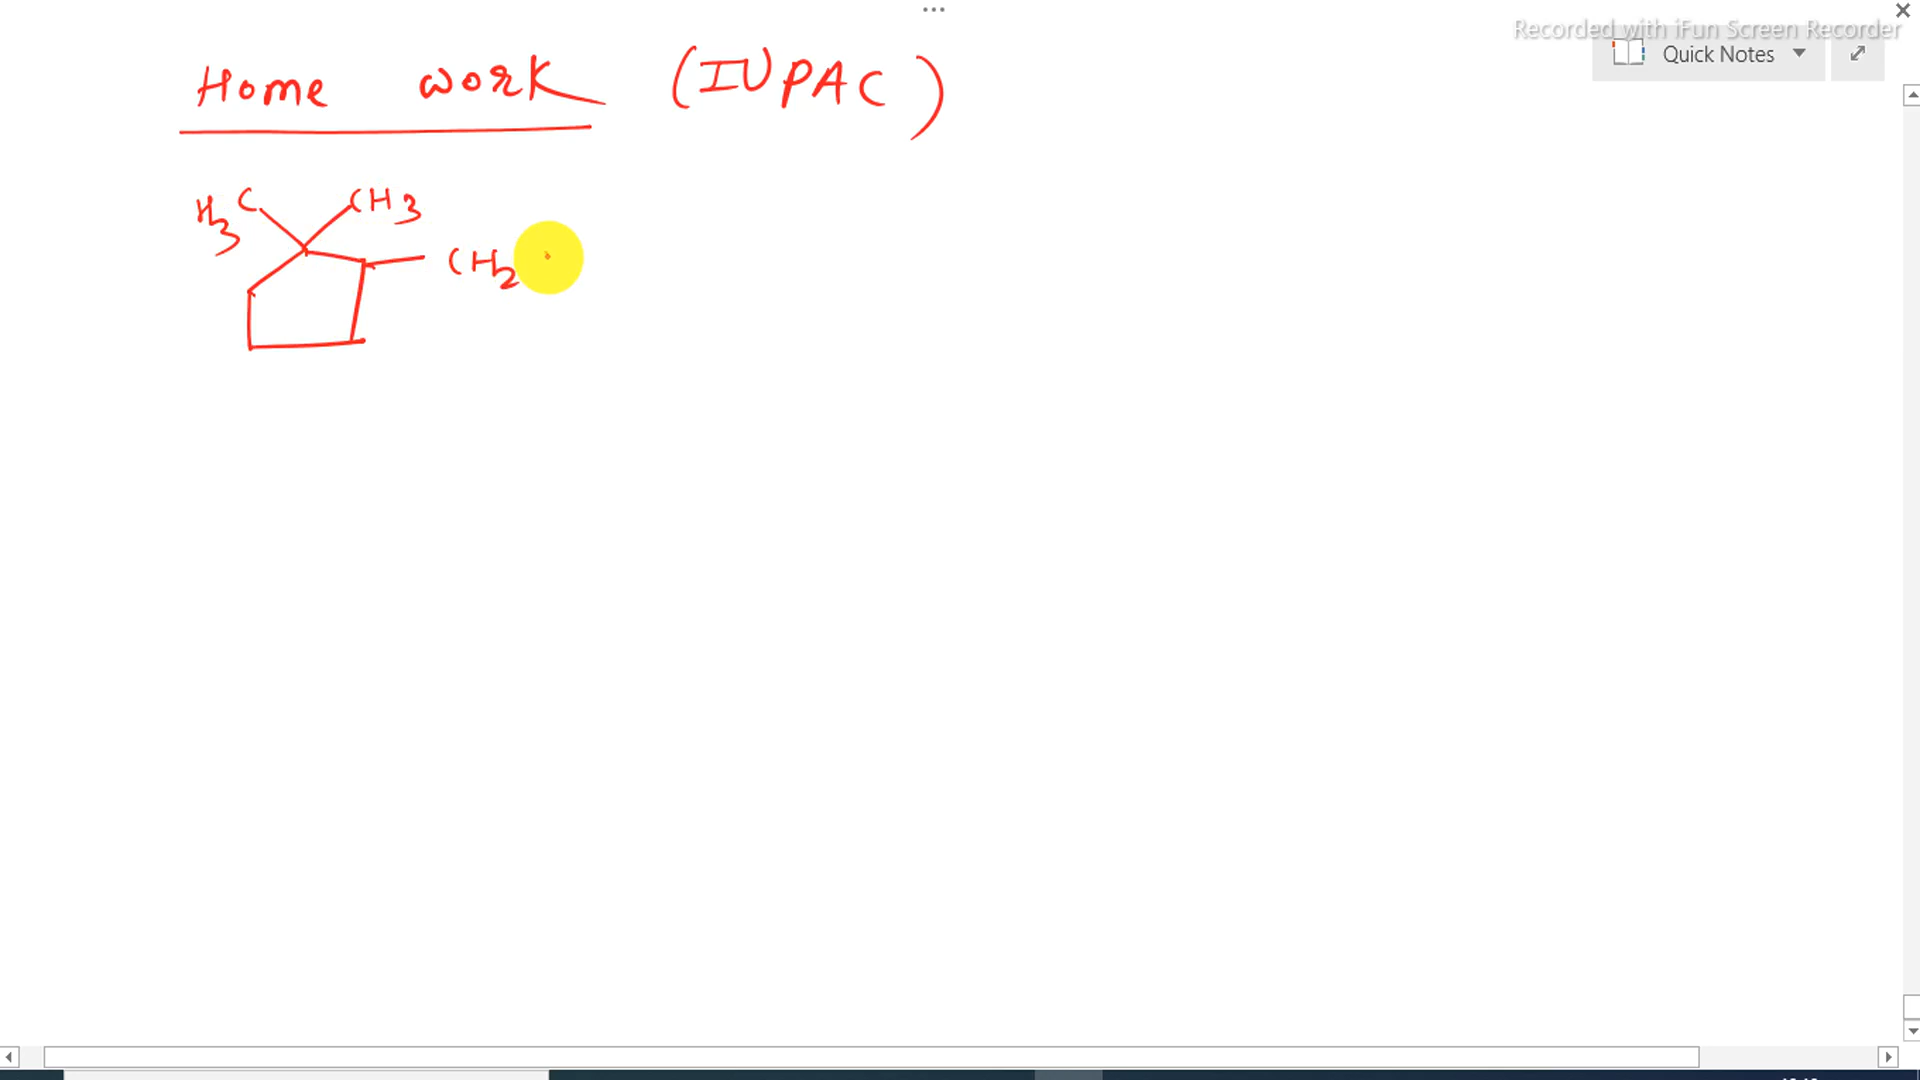 Recorded with iFun Screen Recorder
Quick Notes
Home work (IUPAC)
H3C CH3
CH2